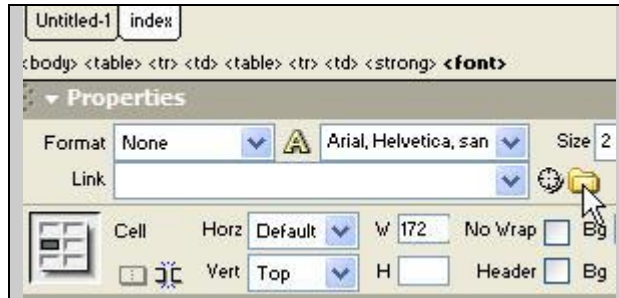 Untitled-1 index
<body> <table> <tr> <td> <table> <tr> <td> <strong> <font>
Properties
Format None Arial, Helvetica, san Size 2
Link
Cell Horz Default W 172 No Wrap Bg
Vert Top H Header Bg